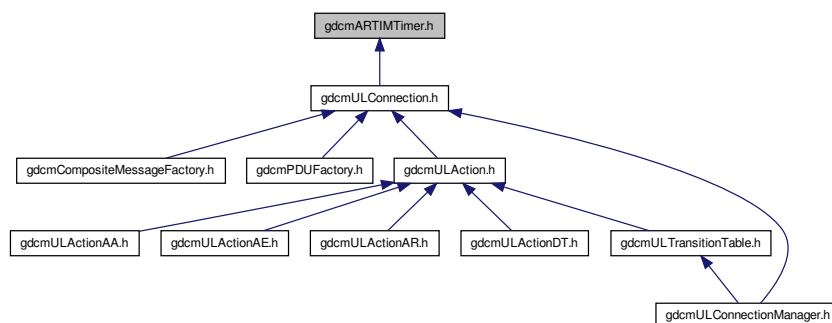 gdcmARTIMTimer.h
gdcmULConnection.h
gdcmCompositeMessageFactory.h
gdcmPDUFactory.h
gdcmULAction.h
gdcmULActionAA.h
gdcmULActionAE.h
gdcmULActionAR.h
gdcmULActionDT.h
gdcmULTransitionTable.h
gdcmULConnectionManager.h